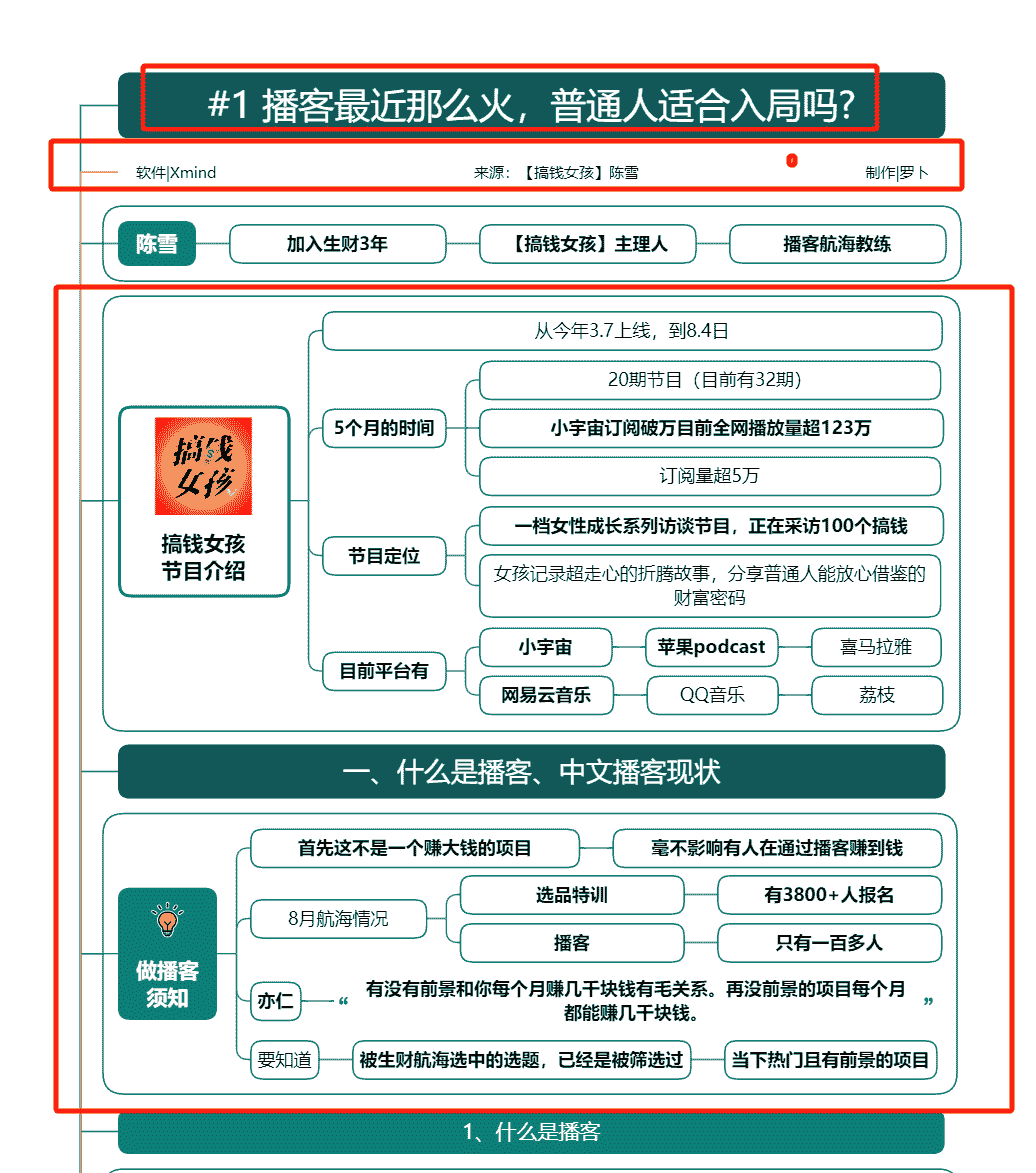 #1 播客最近那么火，普通人适合入局吗?
软件|Xmind
来源：【搞钱女孩】陈雪
制作|罗卜
陈雪
加入生财3年
【搞钱女孩】主理人
播客航海教练
搞钱
女孩
搞钱女孩
节目介绍
从今年3.7上线，到8.4日
5个月的时间
20期节目（目前有32期）
小宇宙订阅破万目前全网播放量超123万
订阅量超5万
节目定位
一档女性成长系列访谈节目，正在采访100个搞钱
女孩记录超走心的折腾故事，分享普通人能放心借鉴的
财富密码
目前平台有
小宇宙
苹果podcast
喜马拉雅
网易云音乐
QQ音乐
荔枝
一、什么是播客、中文播客现状
做播客
须知
首先这不是一个赚大钱的项目
毫不影响有人在通过播客赚到钱
8月航海情况
选品特训
有3800+人报名
播客
只有一百多人
亦仁
“ 有没有前景和你每个月赚几千块钱有毛关系。再没前景的项目每个月
都能赚几千块钱。 ”
要知道
被生财航海选中的选题，已经是被筛选过
当下热门且有前景的项目
1、什么是播客